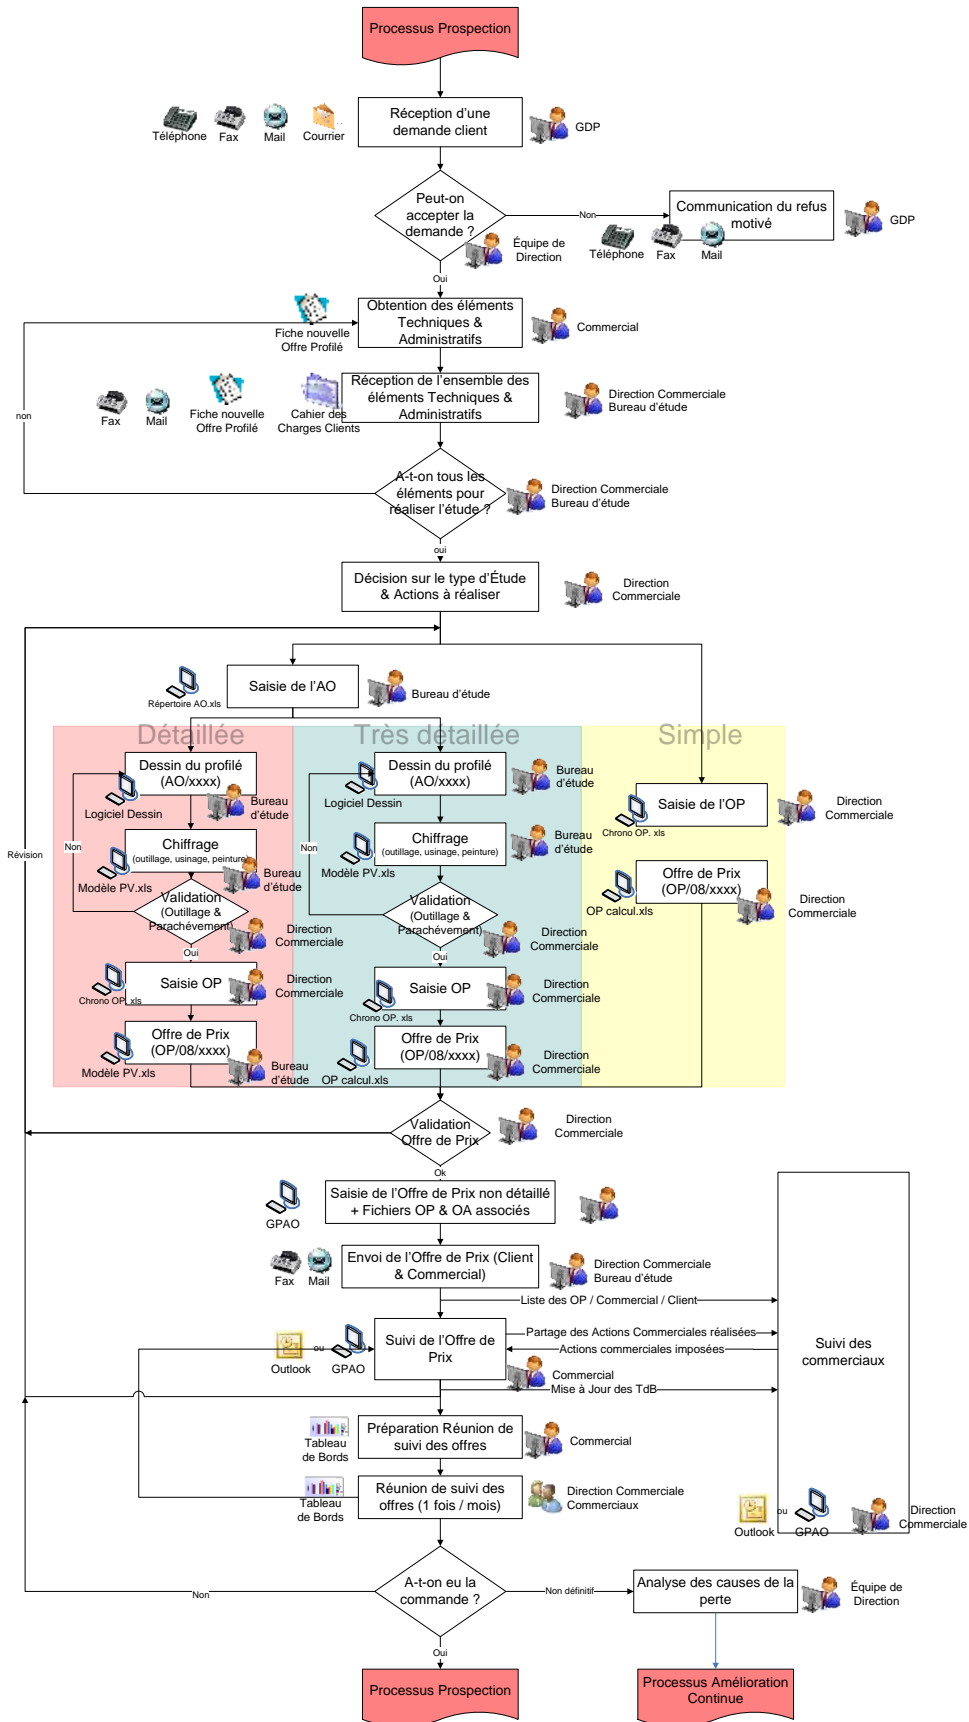 Processus Prospection
Réception d'une
demande client
Téléphone
Fax
Mail
Courrier
GDP
Peut-on
accepter la
demande ?
Équipe de
Direction
Non
Communication du refus
motivé
Téléphone
Fax
Mail
GDP
Oui
Fiche nouvelle
Offre Profilé
Obtention des éléments
Techniques &
Administratifs
Commercial
non
Fax
Mail
Fiche nouvelle
Offre Profilé
Cahier des
Charges Clients
Réception de l'ensemble des
éléments Techniques &
Administratifs
Direction Commerciale
Bureau d'étude
A-t-on tous les
éléments pour
réaliser l'étude ?
Direction Commerciale
Bureau d'étude
oui
Décision sur le type d'Étude
& Actions à réaliser
Direction
Commerciale
Répertoire AO.xls
Saisie de l'AO
Bureau d'étude
Détaillée
Très détaillée
Simple
Dessin du profilé
(AO/xxxx)
Logiciel Dessin
Bureau
d'étude
Dessin du profilé
(AO/xxxx)
Logiciel Dessin
Bureau
d'étude
Saisie de l'OP
Chrono OP. xls
Direction
Commerciale
Révision
Non
Chiffrage
(outillage, usinage, peinture)
Modèle PV.xls
Bureau
d'étude
Non
Chiffrage
(outillage, usinage, peinture)
Modèle PV.xls
Bureau
d'étude
Offre de Prix
(OP/08/xxxx)
OP calcul.xls
Direction
Commerciale
Validation
(Outillage &
Parachévement)
Direction
Commerciale
Oui
Validation
(Outillage &
Parachévement)
Direction
Commerciale
Oui
Saisie OP
Chrono OP. xls
Direction
Commerciale
Saisie OP
Chrono OP. xls
Direction
Commerciale
Offre de Prix
(OP/08/xxxx)
Modèle PV.xls
Bureau
d'étude
Offre de Prix
(OP/08/xxxx)
OP calcul.xls
Direction
Commerciale
Validation
Offre de Prix
Direction
Commerciale
Ok
GPAO
Saisie de l'Offre de Prix non détaillé
+ Fichiers OP & OA associés
Fax
Mail
Envoi de l'Offre de Prix (Client
& Commercial)
Direction Commerciale
Bureau d'étude
Liste des OP / Commercial / Client
Outlook
ou
GPAO
Suivi de l'Offre de
Prix
Partage des Actions Commerciales réalisées
Actions commerciales imposées
Commercial
Mise à Jour des TdB
Suivi des
commerciaux
Tableau
de Bords
Préparation Réunion de
suivi des offres
Commercial
Tableau
de Bords
Réunion de suivi des
offres (1 fois / mois)
Direction Commerciale
Commerciaux
Outlook
ou
GPAO
Direction
Commerciale
Non
A-t-on eu la
commande ?
Non définitif
Analyse des causes de la
perte
Équipe de
Direction
Oui
Processus Prospection
Processus Amélioration
Continue